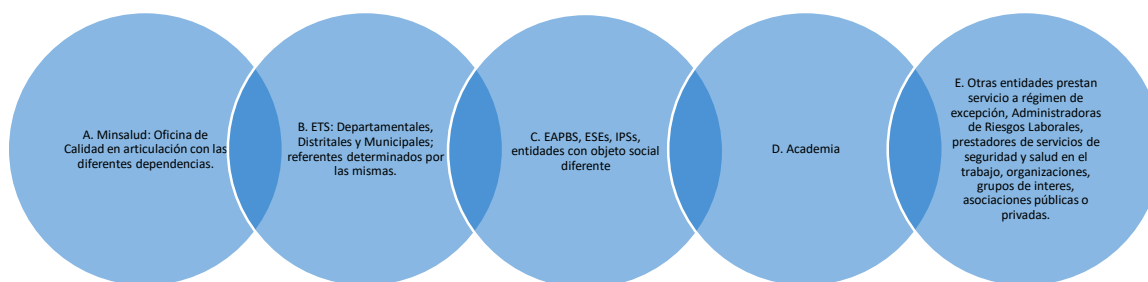 A. Minsalud: Oficina de
Calidad en articulación con las
diferentes dependencias.
B. ETS: Departamentales,
Distritales y Municipales;
referentes determinados por
las mismas.
C. EAPBS, ESEs, IPSs,
entidades con objeto social
diferente
D. Academia
E. Otras entidades prestan
servicio a régimen de
excepción, Administradoras
de Riesgos Laborales,
prestadores de servicios de
seguridad y salud en el
trabajo, organizaciones,
grupos de interes,
asociaciones públicas o
privadas.